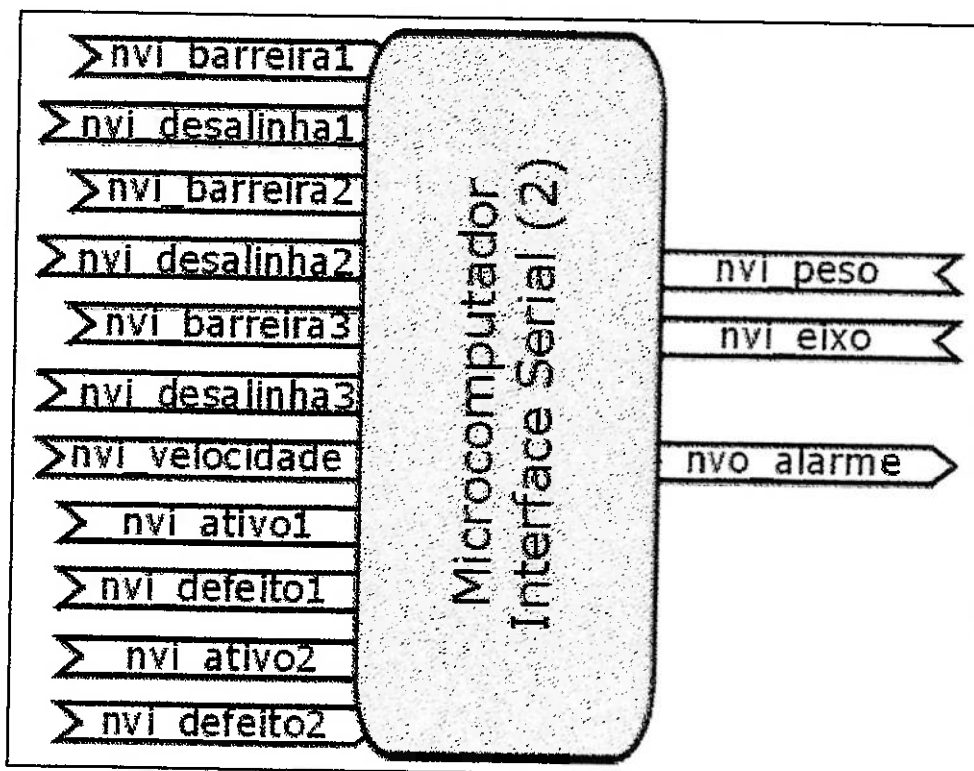 nvi_barreira1
nvi_desalinha1
nvi_barreira2
nvi_desalinha2
nvi_barreira3
nvi_desalinha3
nvi_velocidade
nvi_ativo1
nvi_defeito1
nvi_ativo2
nvi_defeito2
Microcomputador
Interface Serial (2)
nvi_peso
nvi_eixo
nvo_alarme